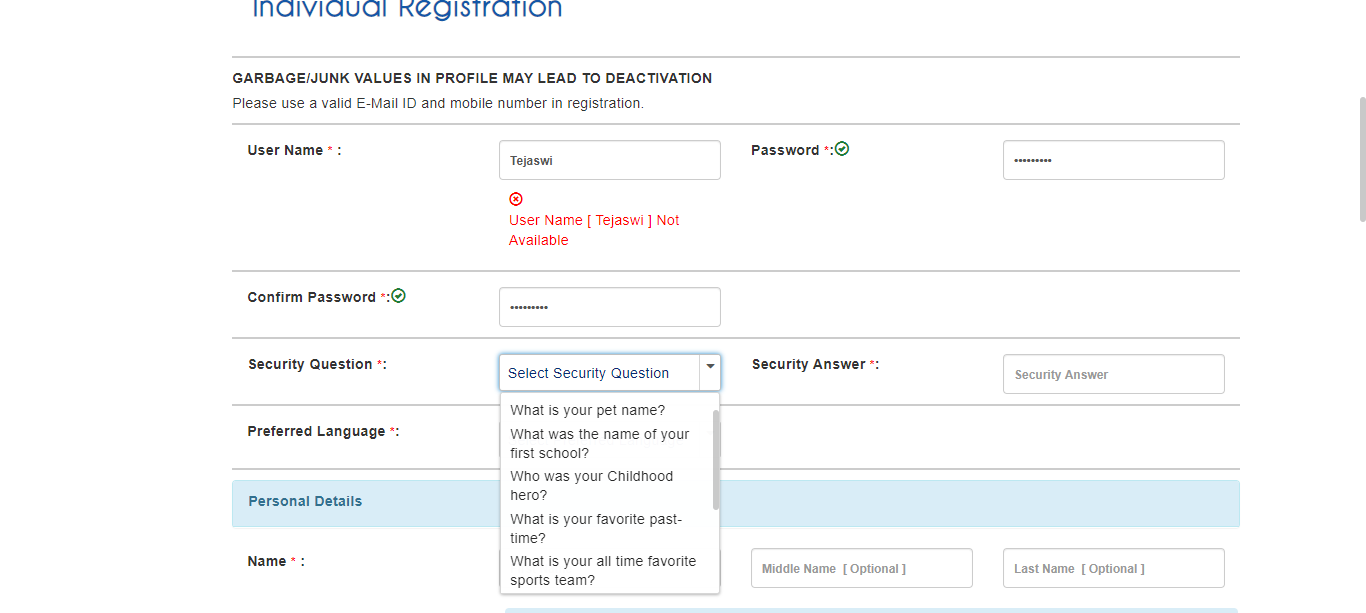 Individual Registration
GARBAGE/JUNK VALUES IN PROFILE MAY LEAD TO DEACTIVATION
Please use a valid E-Mail ID and mobile number in registration.
User Name * :
Tejaswi
Password *:
•••••••••
User Name [ Tejaswi ] Not
Available
Confirm Password *:
•••••••••
Security Question *:
Select Security Question
Security Answer *:
Security Answer
What is your pet name?
What was the name of your
first school?
Who was your Childhood
hero?
What is your favorite past-
time?
What is your all time favorite
sports team?
Preferred Language *:
Personal Details
Name * :
Middle Name [ Optional ]
Last Name [ Optional ]